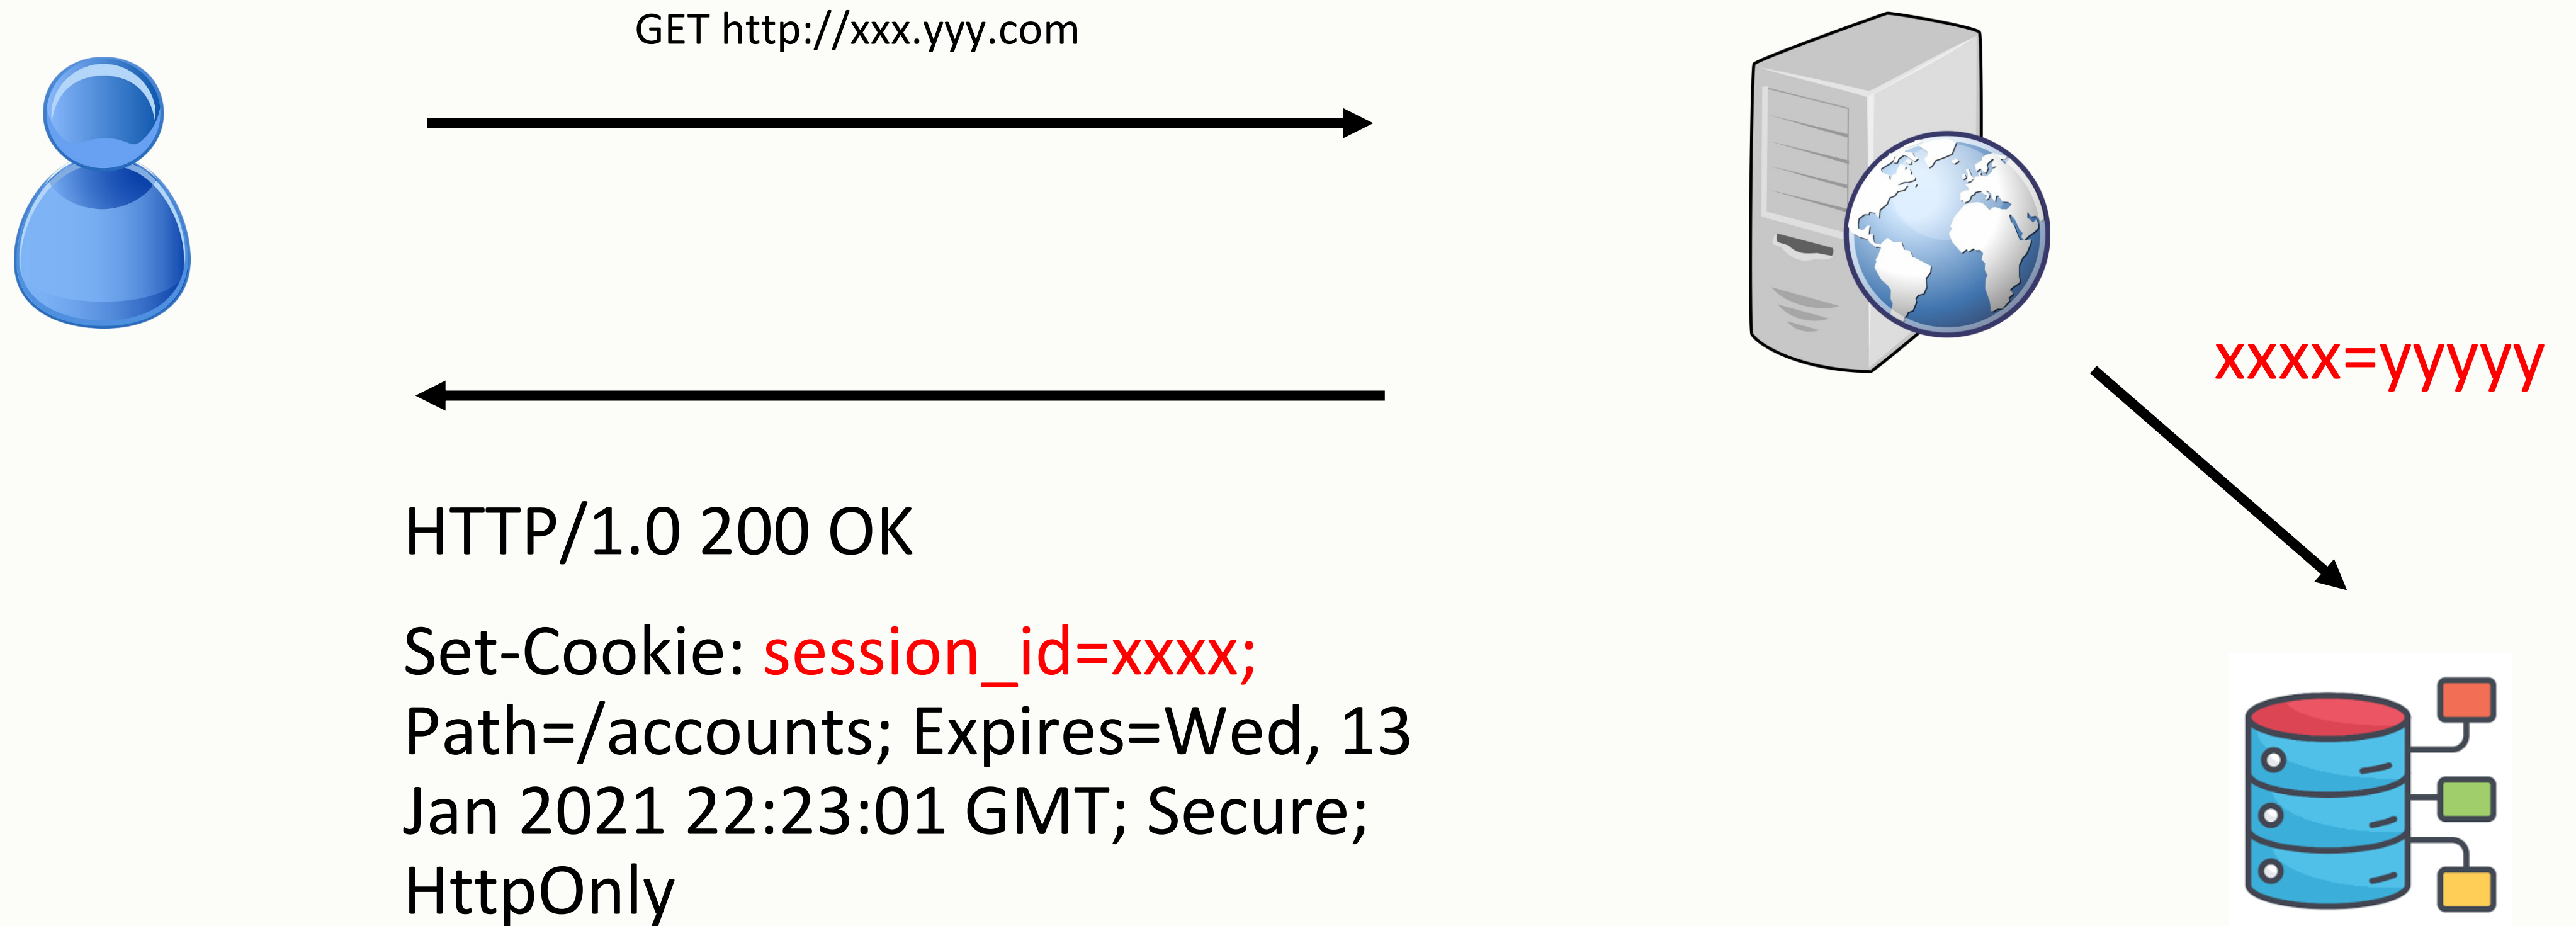 GET http://xxx.yyy.com
xxxx=yyyyy
HTTP/1.0 200 OK
Set-Cookie: session_id=xxxx;
Path=/accounts; Expires=Wed, 13
Jan 2021 22:23:01 GMT; Secure;
HttpOnly